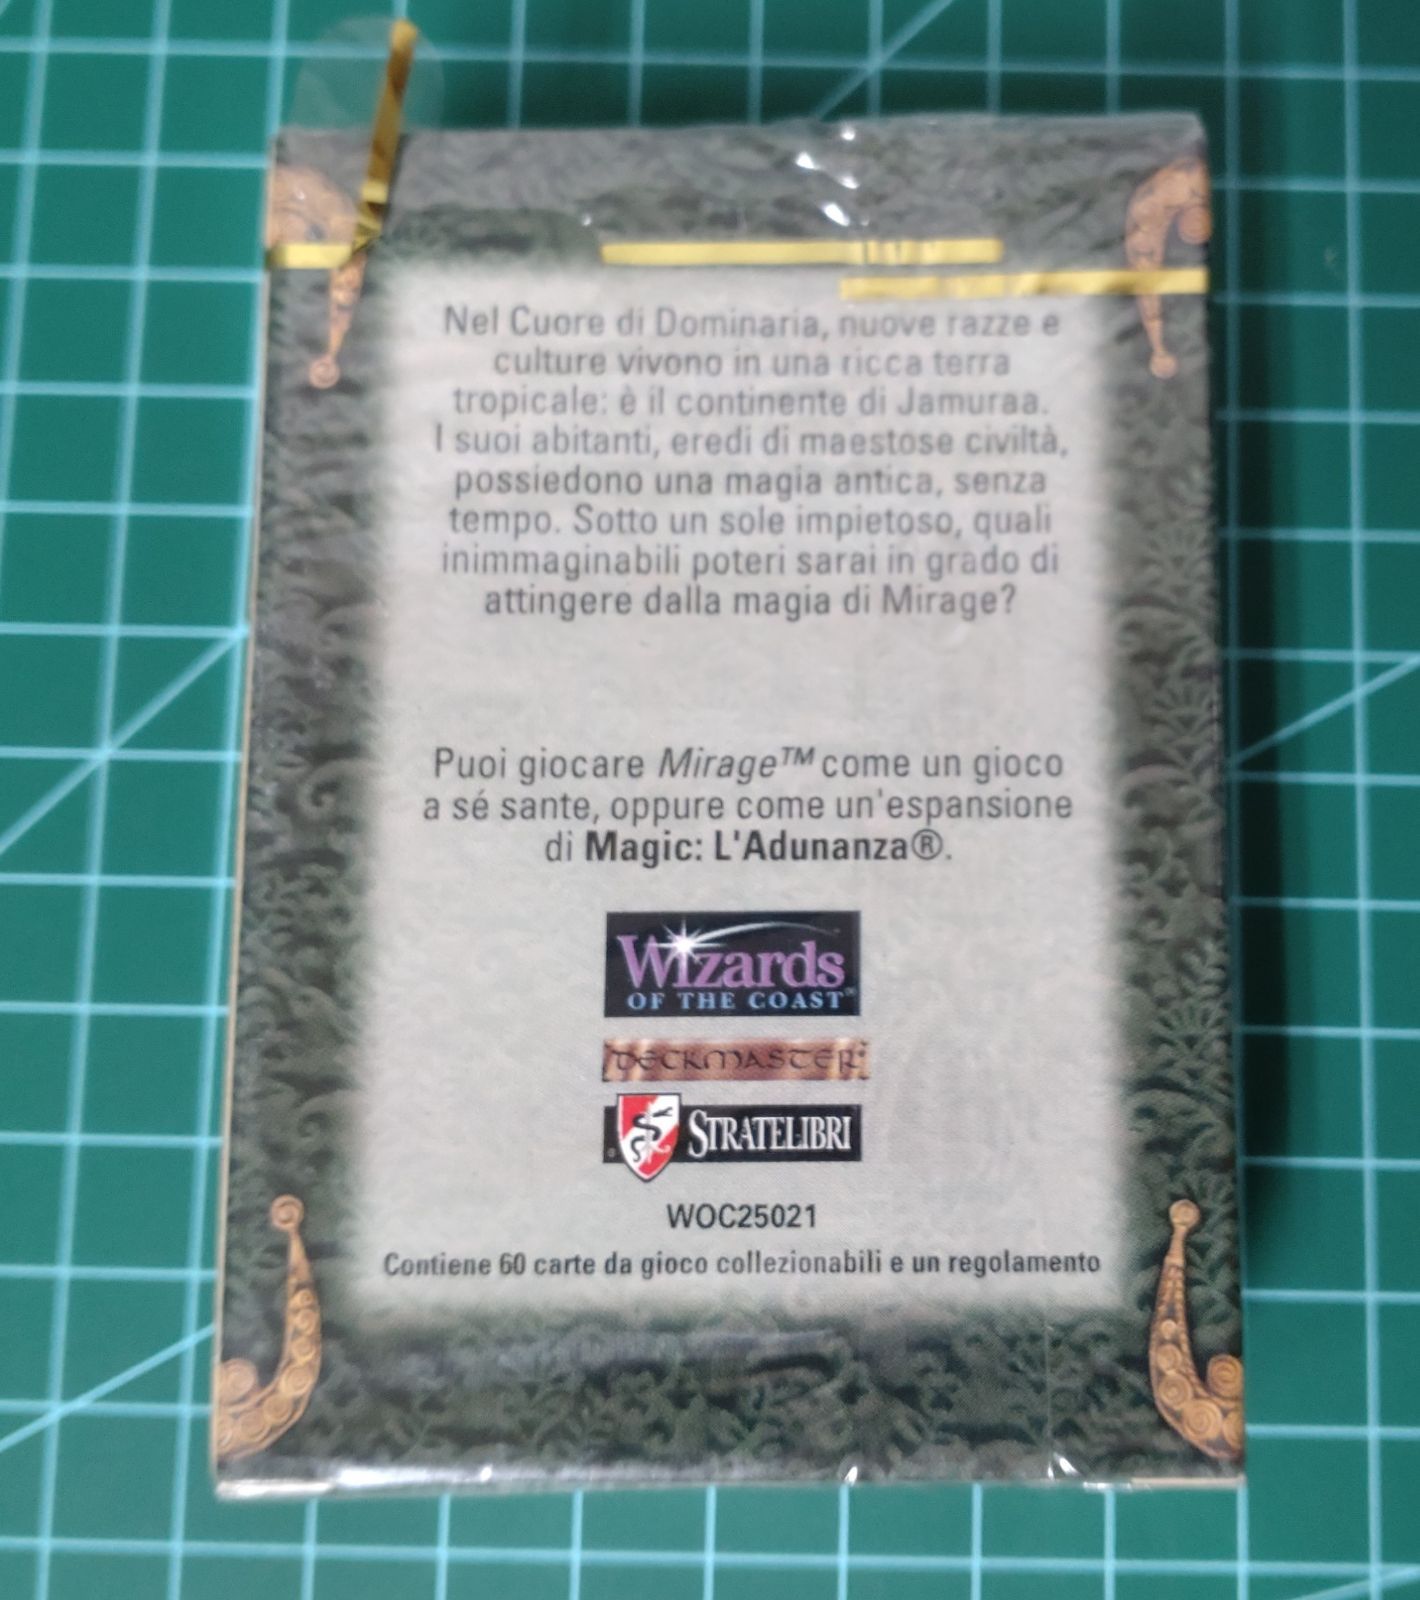 Nel Cuore di Dominaria, nuove razze e
culture vivono in una ricca terra
tropicale: è il continente di Jamuraa.
I suoi abitanti, eredi di maestose civiltà,
possiedono una magia antica, senza
tempo. Sotto un sole impietoso, quali
inimmaginabili poteri sarai in grado di
attingere dalla magia di Mirage?
Puoi giocare Mirage™ come un gioco
a sé sante, oppure come un'espansione
di Magic: L'Adunanza®.
Wizards
OF THE COAST
DECKMASTER
STRATELIBRI
WOC25021
Contiene 60 carte da gioco collezionabili e un regolamento